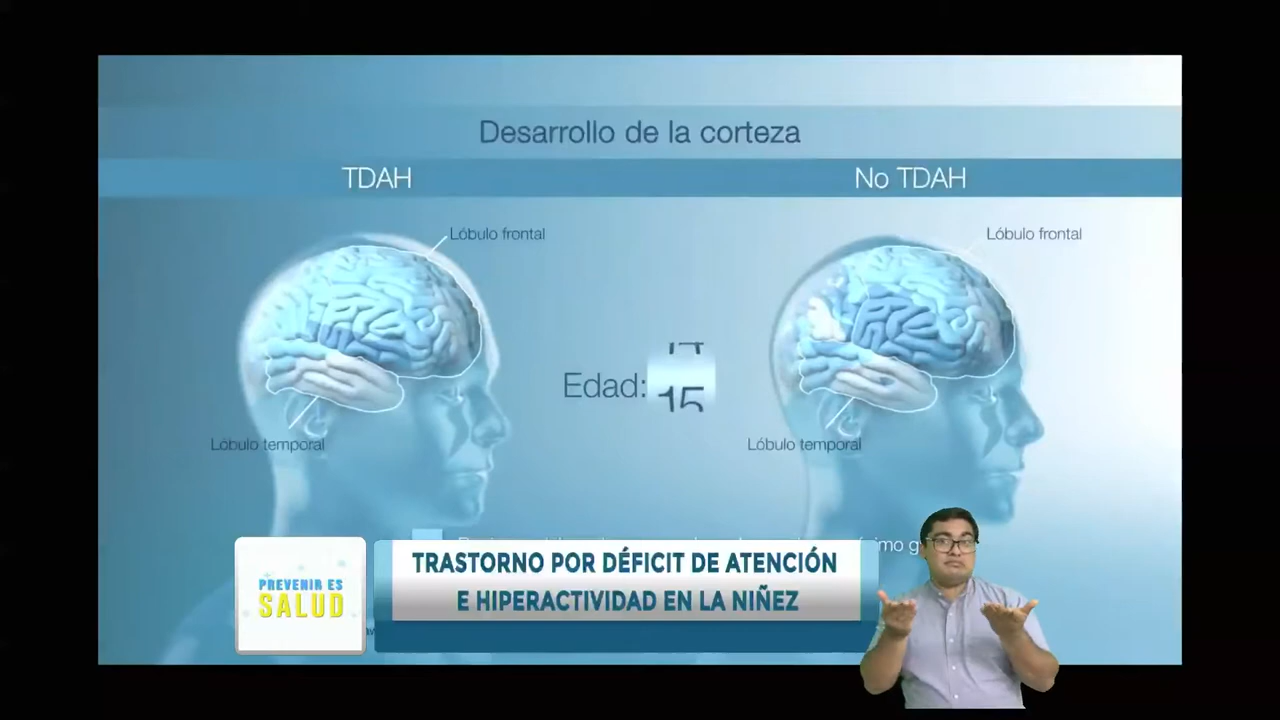 Desarrollo de la corteza
TDAH
No TDAH
Lóbulo frontal
Lóbulo frontal
Edad:
15
Lóbulo temporal
Lóbulo temporal
PREVENIR ES
SALUD
TRASTORNO POR DÉFICIT DE ATENCIÓN
E HIPERACTIVIDAD EN LA NIÑEZ